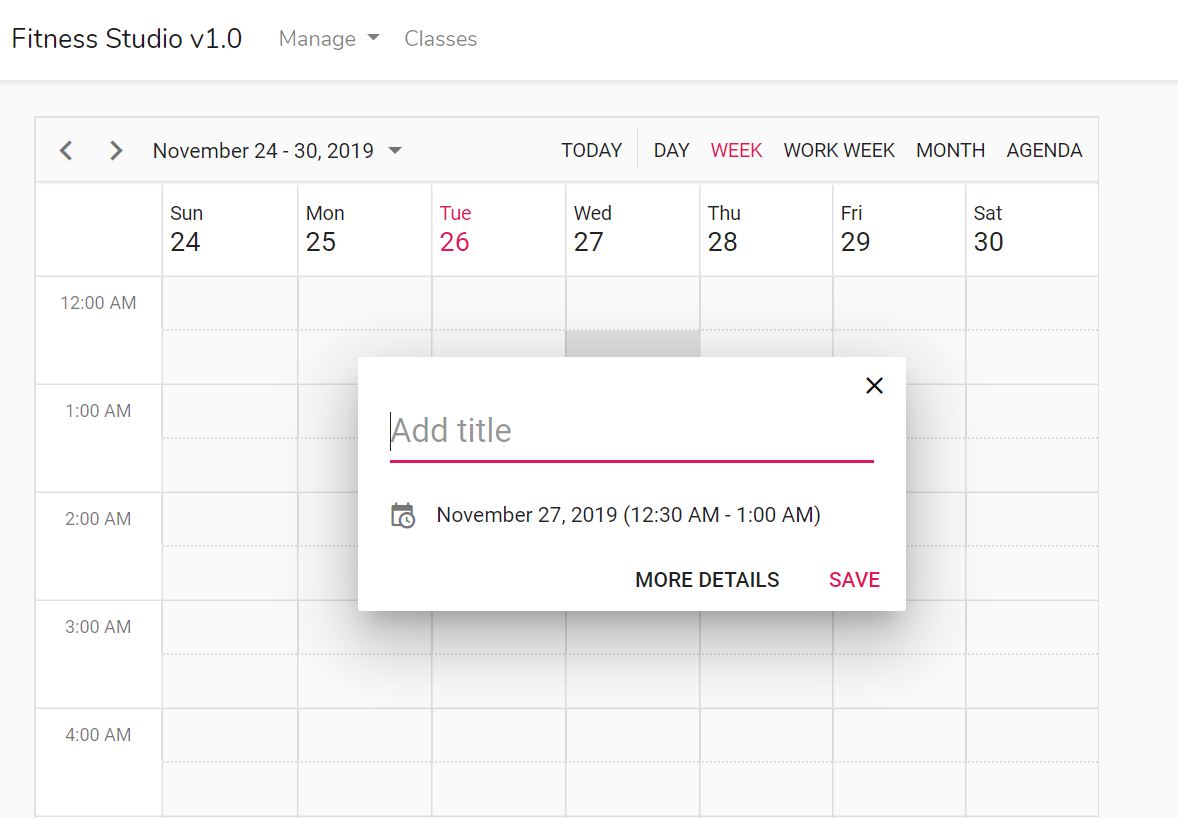 Fitness Studio v1.0 Manage Classes
November 24 - 30, 2019 TODAY DAY WEEK WORK WEEK MONTH AGENDA
Sun Mon Tue Wed Thu Fri Sat
24 25 26 27 28 29 30
12:00 AM
1:00 AM
Add title
2:00 AM
November 27, 2019 (12:30 AM - 1:00 AM)
MORE DETAILS SAVE
3:00 AM
4:00 AM